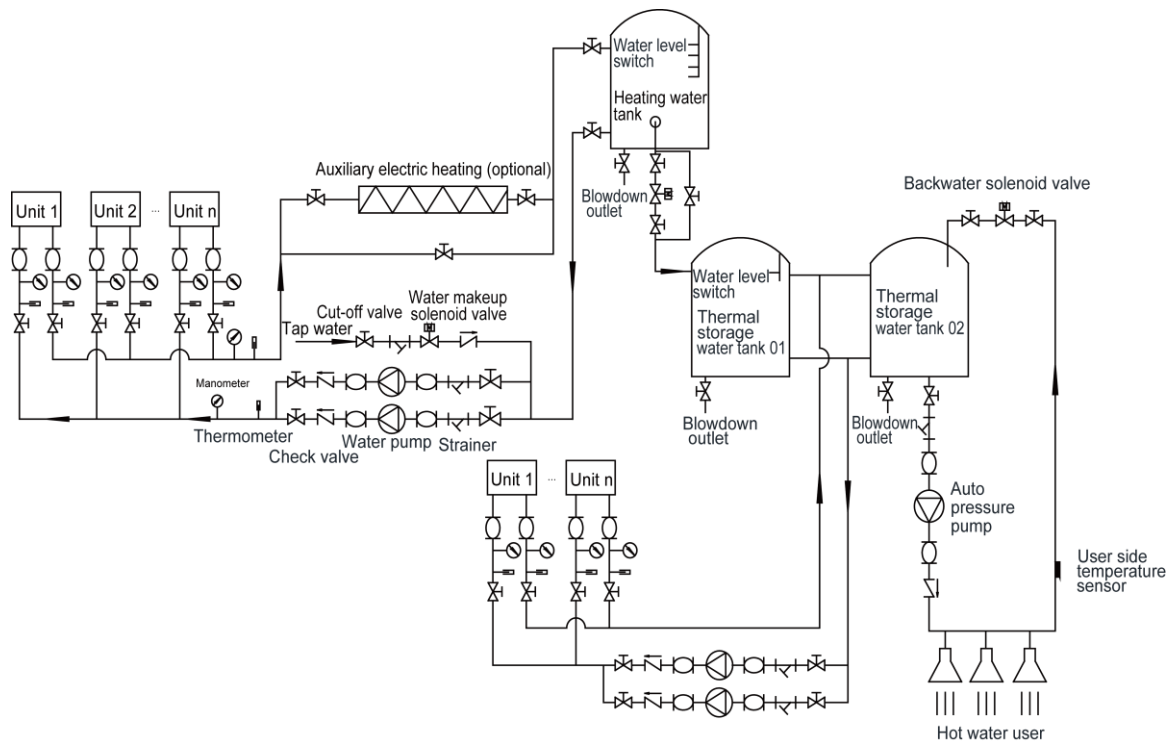 Water level
switch
Heating water
tank
Auxiliary electric heating (optional)
Blowdown
outlet
Backwater solenoid valve
Unit 1
Unit 2
...
Unit n
Water level
switch
Thermal
storage
water tank 01
Thermal
storage
water tank 02
Water makeup
solenoid valve
Cut-off valve
Tap water
Manometer
Thermometer
Check valve
Water pump
Strainer
Blowdown
outlet
Blowdown
outlet
Unit 1
...
Unit n
Auto
pressure
pump
User side
temperature
sensor
Hot water user